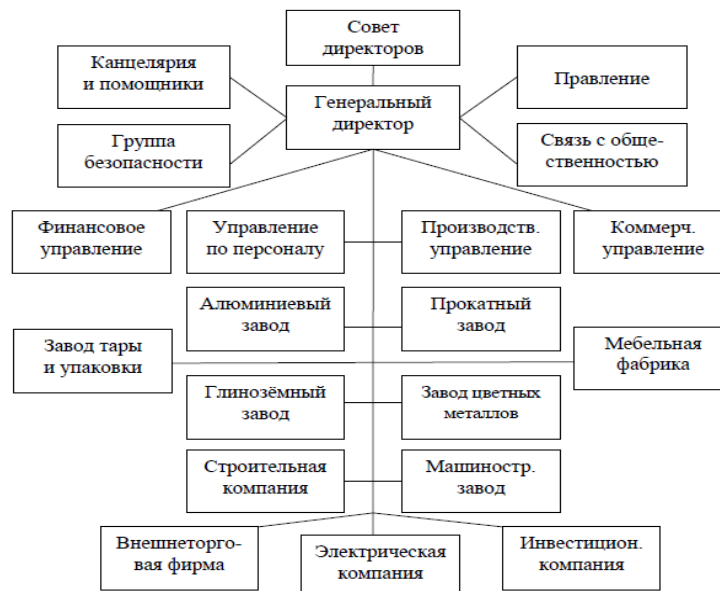 Совет
директоров
Канцелярия
и помощники
Генеральный
директор
Правление
Группа
безопасности
Связь с обще-
ственностью
Финансовое
управление
Управление
по персоналу
Производств.
управление
Коммерч.
управление
Алюминиевый
завод
Прокатный
завод
Завод тары
и упаковки
Мебельная
фабрика
Глинозёмный
завод
Завод цветных
металлов
Строительная
компания
Машиностр.
завод
Внешнеторго-
вая фирма
Электрическая
компания
Инвестицион.
компания